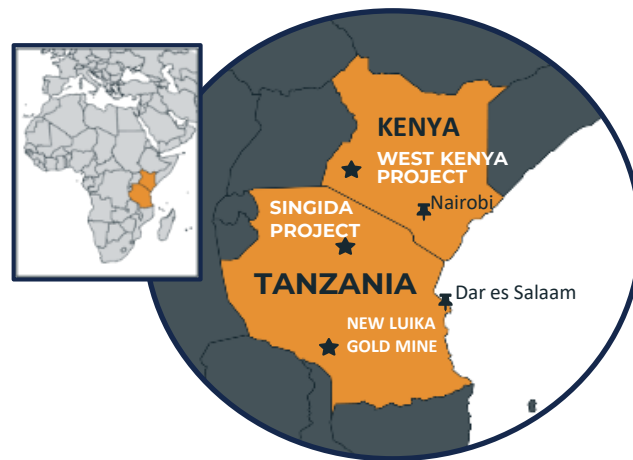 KENYA
WEST KENYA
PROJECT
Nairobi
SINGIDA
PROJECT
TANZANIA
Dar es Salaam
NEW LUIKA
GOLD MINE